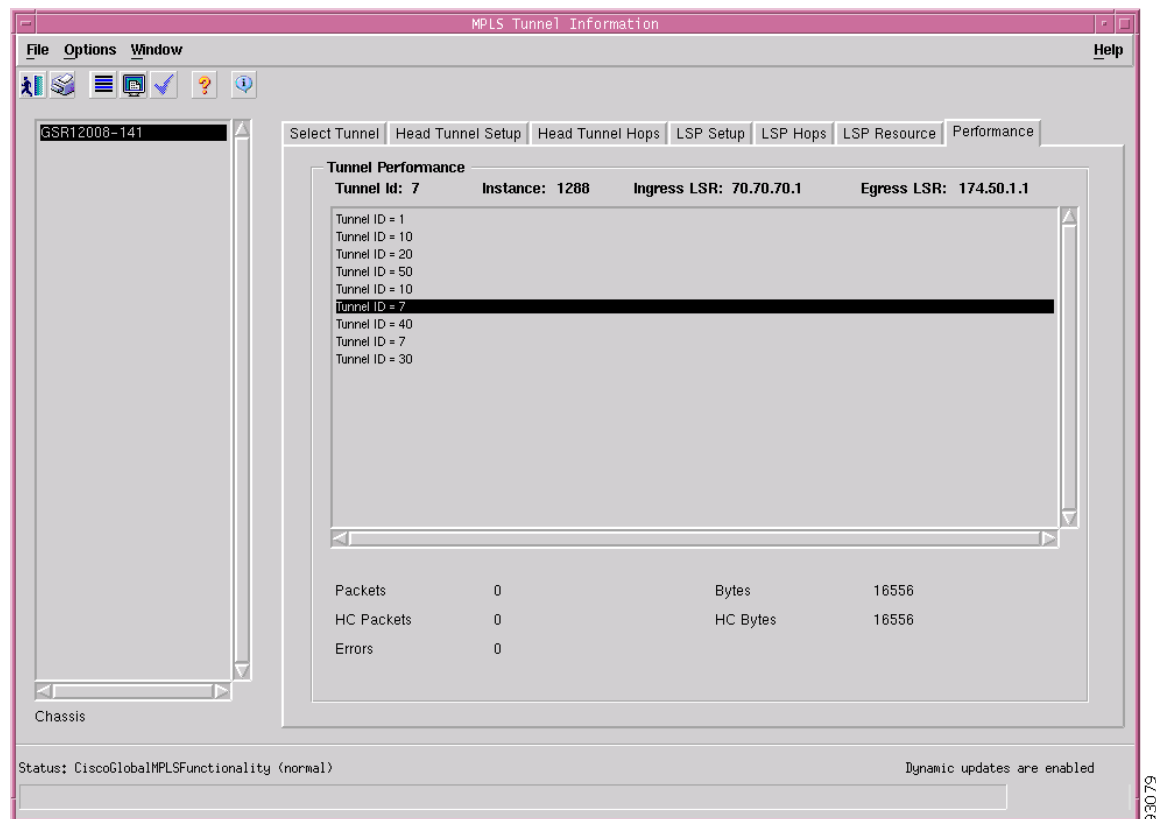 MPLS Tunnel Information
File Options Window Help
GSR12008-141
Select Tunnel Head Tunnel Setup Head Tunnel Hops LSP Setup LSP Hops LSP Resource Performance
Tunnel Performance
Tunnel Id: 7 Instance: 1288 Ingress LSR: 70.70.70.1 Egress LSR: 174.50.1.1
Tunnel ID = 1
Tunnel ID = 10
Tunnel ID = 20
Tunnel ID = 50
Tunnel ID = 10
Tunnel ID = 7
Tunnel ID = 40
Tunnel ID = 7
Tunnel ID = 30
Packets 0 Bytes 16556
HC Packets 0 HC Bytes 16556
Errors 0
Chassis
Status: CiscoGlobalMPLSFunctionality (normal) Dynamic updates are enabled
93079